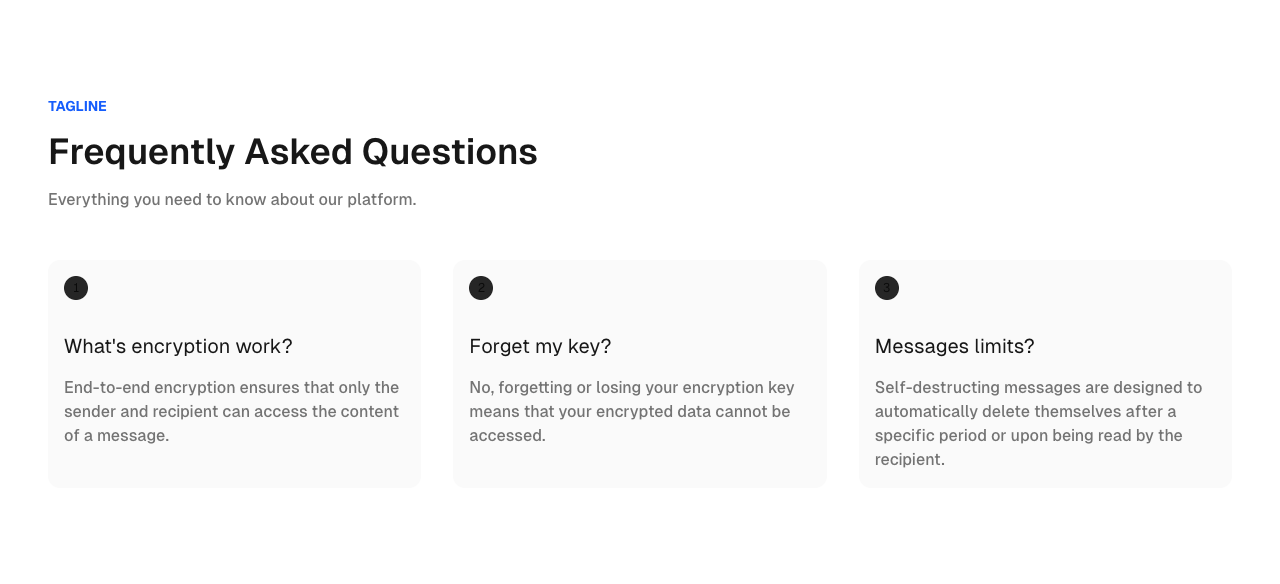 TAGLINE
Frequently Asked Questions
Everything you need to know about our platform.
1
What's encryption work?
End-to-end encryption ensures that only the
sender and recipient can access the content
of a message.
2
Forget my key?
No, forgetting or losing your encryption key
means that your encrypted data cannot be
accessed.
3
Messages limits?
Self-destructing messages are designed to
automatically delete themselves after a
specific period or upon being read by the
recipient.